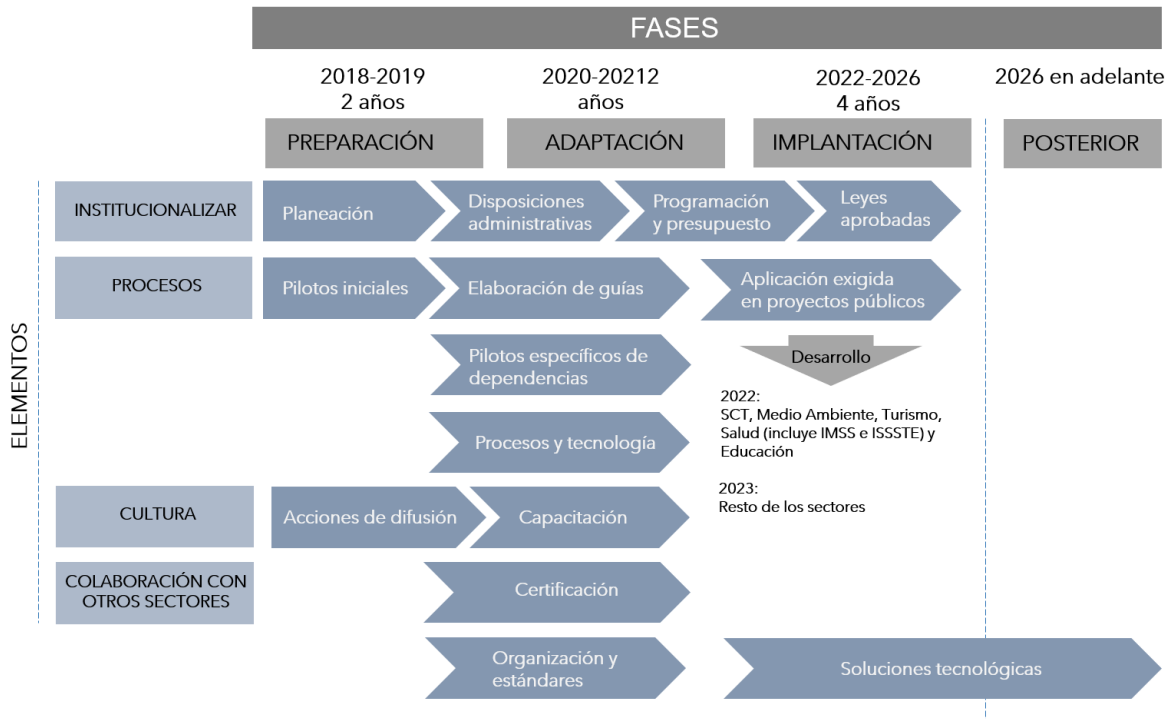 FASES
2018-2019
2 años
2020-20212
años
2022-2026
4 años
2026 en adelante
PREPARACIÓN
ADAPTACIÓN
IMPLANTACIÓN
POSTERIOR
ELEMENTOS
INSTITUCIONALIZAR
Planeación
Disposiciones
administrativas
Programación
y presupuesto
Leyes
aprobadas
PROCESOS
Pilotos iniciales
Elaboración de guías
Aplicación exigida
en proyectos públicos
Pilotos específicos de
dependencias
Desarrollo
Procesos y tecnología
2022:
SCT, Medio Ambiente, Turismo,
Salud (incluye IMSS e ISSSTE) y
Educación
2023:
Resto de los sectores
CULTURA
Acciones de difusión
Capacitación
COLABORACIÓN CON
OTROS SECTORES
Certificación
Organización y
estándares
Soluciones tecnológicas